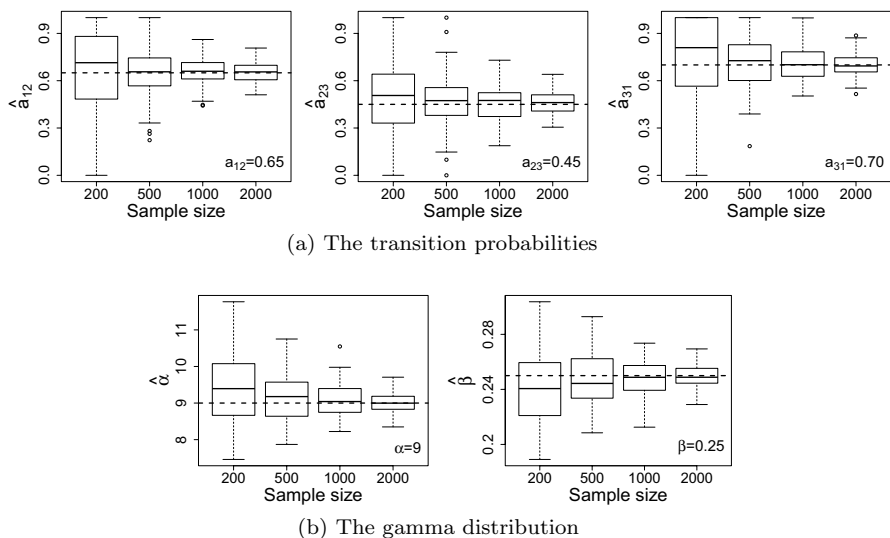 0.0 0.3 0.6 0.9
â12
a12=0.65
200 500 1000 2000
Sample size
0.0 0.3 0.6 0.9
â23
a23=0.45
200 500 1000 2000
Sample size
0.0 0.3 0.6 0.9
â31
a31=0.70
200 500 1000 2000
Sample size
(a) The transition probabilities
8 9 10 11
α̂
α=9
200 500 1000 2000
Sample size
0.2 0.24 0.28
β̂
β=0.25
200 500 1000 2000
Sample size
(b) The gamma distribution